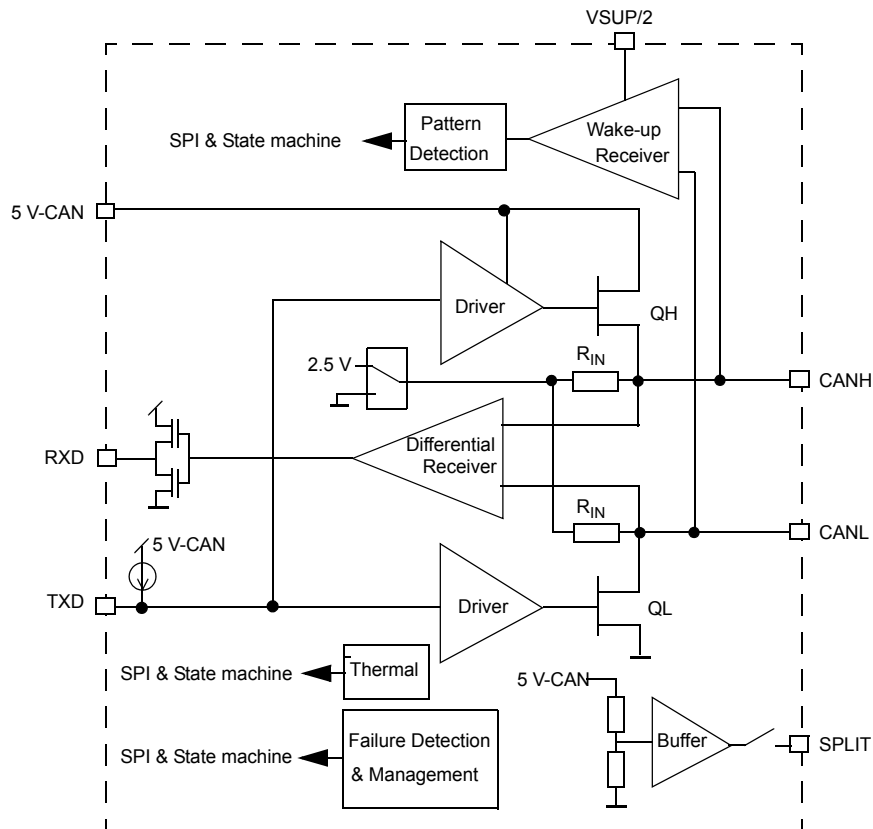 VSUP/2
Pattern
Detection
Wake-up
Receiver
SPI & State machine
5 V-CAN
Driver
QH
2.5 V
R_IN
CANH
RXD
Differential
Receiver
R_IN
CANL
5 V-CAN
TXD
Driver
QL
SPI & State machine
Thermal
5 V-CAN
SPI & State machine
Failure Detection
& Management
Buffer
SPLIT